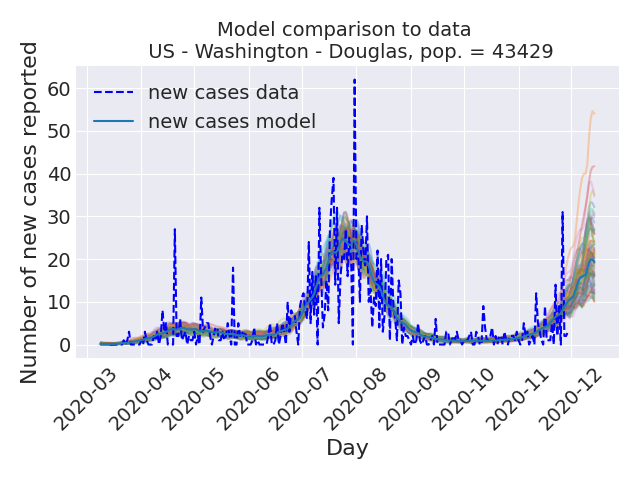 Model comparison to data
US - Washington - Douglas, pop. = 43429
Number of new cases reported
60
50
40
30
20
10
0
new cases data
new cases model
2020-03
2020-04
2020-05
2020-06
2020-07
2020-08
2020-09
2020-10
2020-11
2020-12
Day